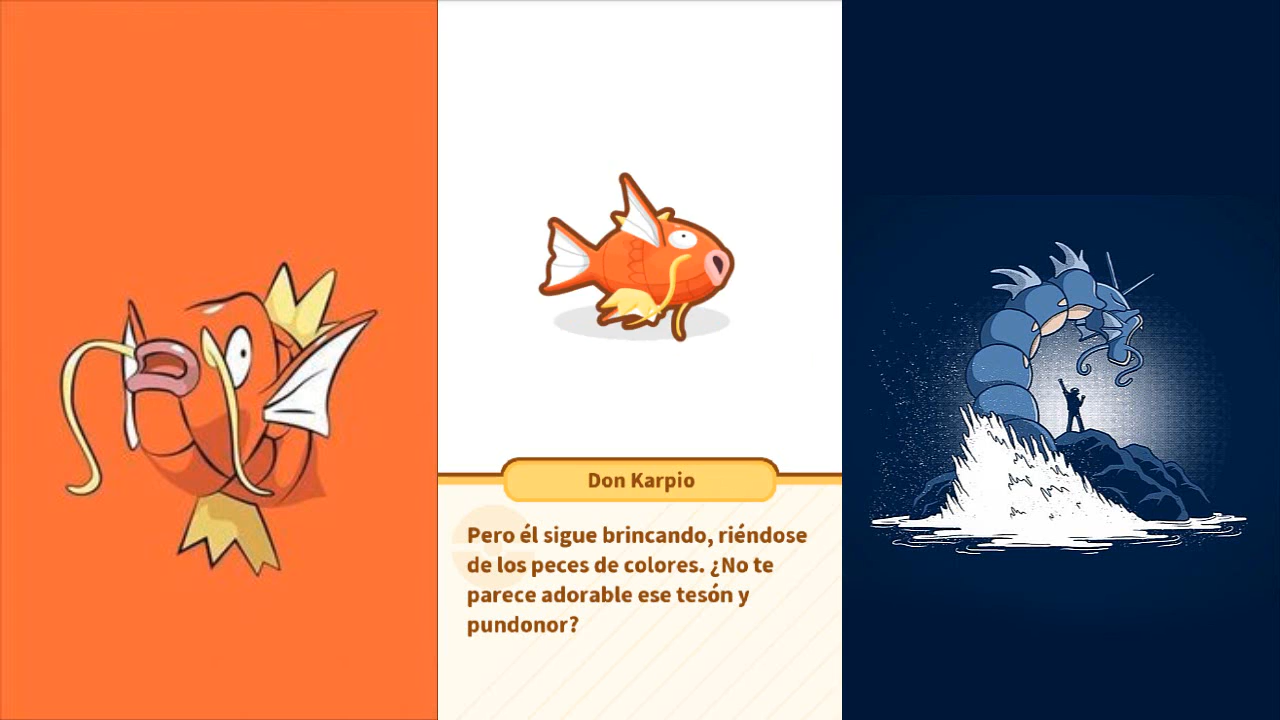 Don Karpio
Pero él sigue brincando, riéndose
de los peces de colores. ¿No te
parece adorable ese tesón y
pundonor?